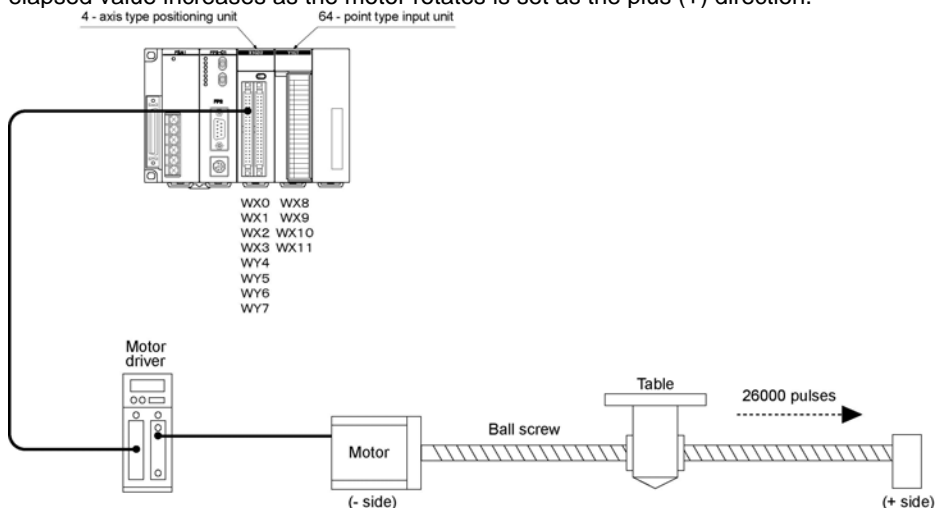 elapsed value increases as the motor rotates is set as the plus (+) direction.
4 - axis type positioning unit
64 - point type input unit
WX0 WX8
WX1 WX9
WX2 WX10
WX3 WX11
WY4
WY5
WY6
WY7
Motor
driver
Table
26000 pulses
Ball screw
Motor
(- side)
(+ side)